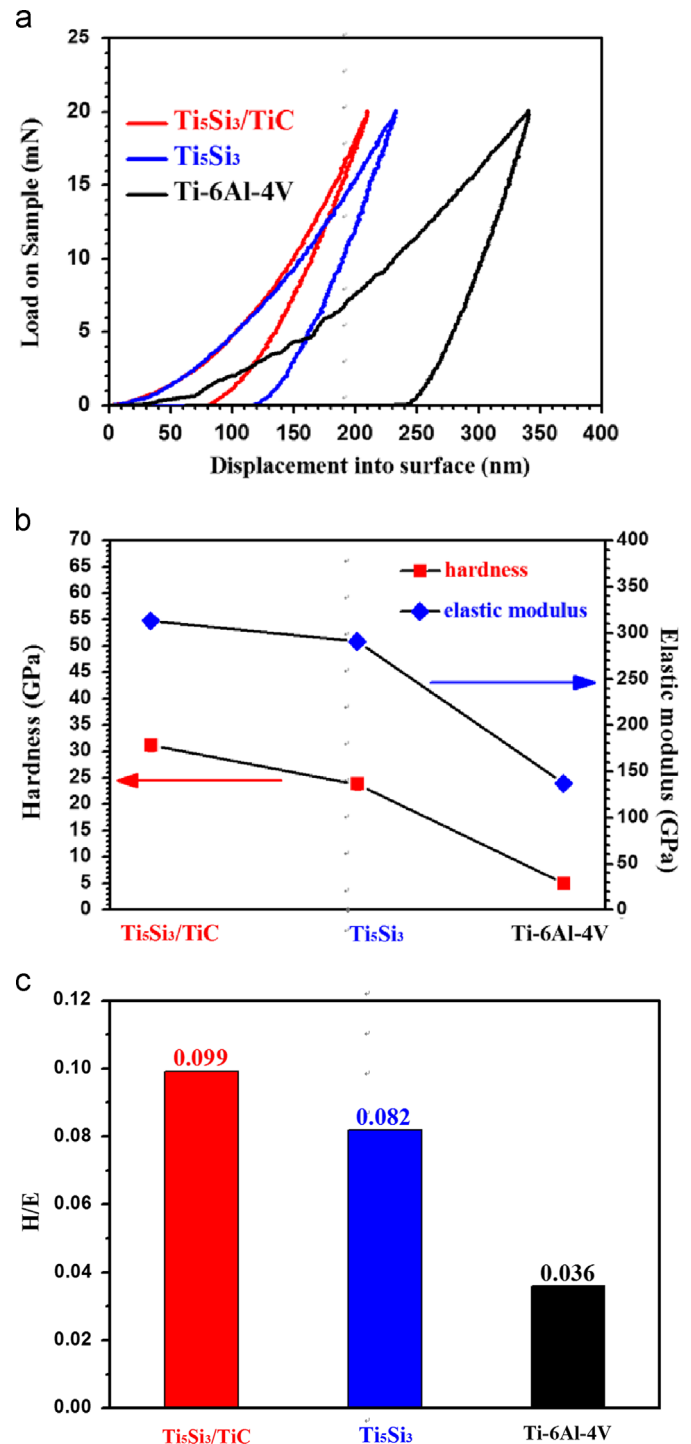 a
25
20
15
10
5
0
Load on Sample (mN)
Ti₅Si₃/TiC
Ti₅Si₃
Ti-6Al-4V
0 50 100 150 200 250 300 350 400
Displacement into surface (nm)
b
70
65
60
55
50
45
40
35
30
25
20
15
10
5
0
Hardness (GPa)
hardness
elastic modulus
400
350
300
250
200
150
100
50
0
Elastic modulus (GPa)
Ti₅Si₃/TiC Ti₅Si₃ Ti-6Al-4V
c
0.12
0.10
0.08
0.06
0.04
0.02
0.00
H/E
0.099
0.082
0.036
Ti₅Si₃/TiC Ti₅Si₃ Ti-6Al-4V